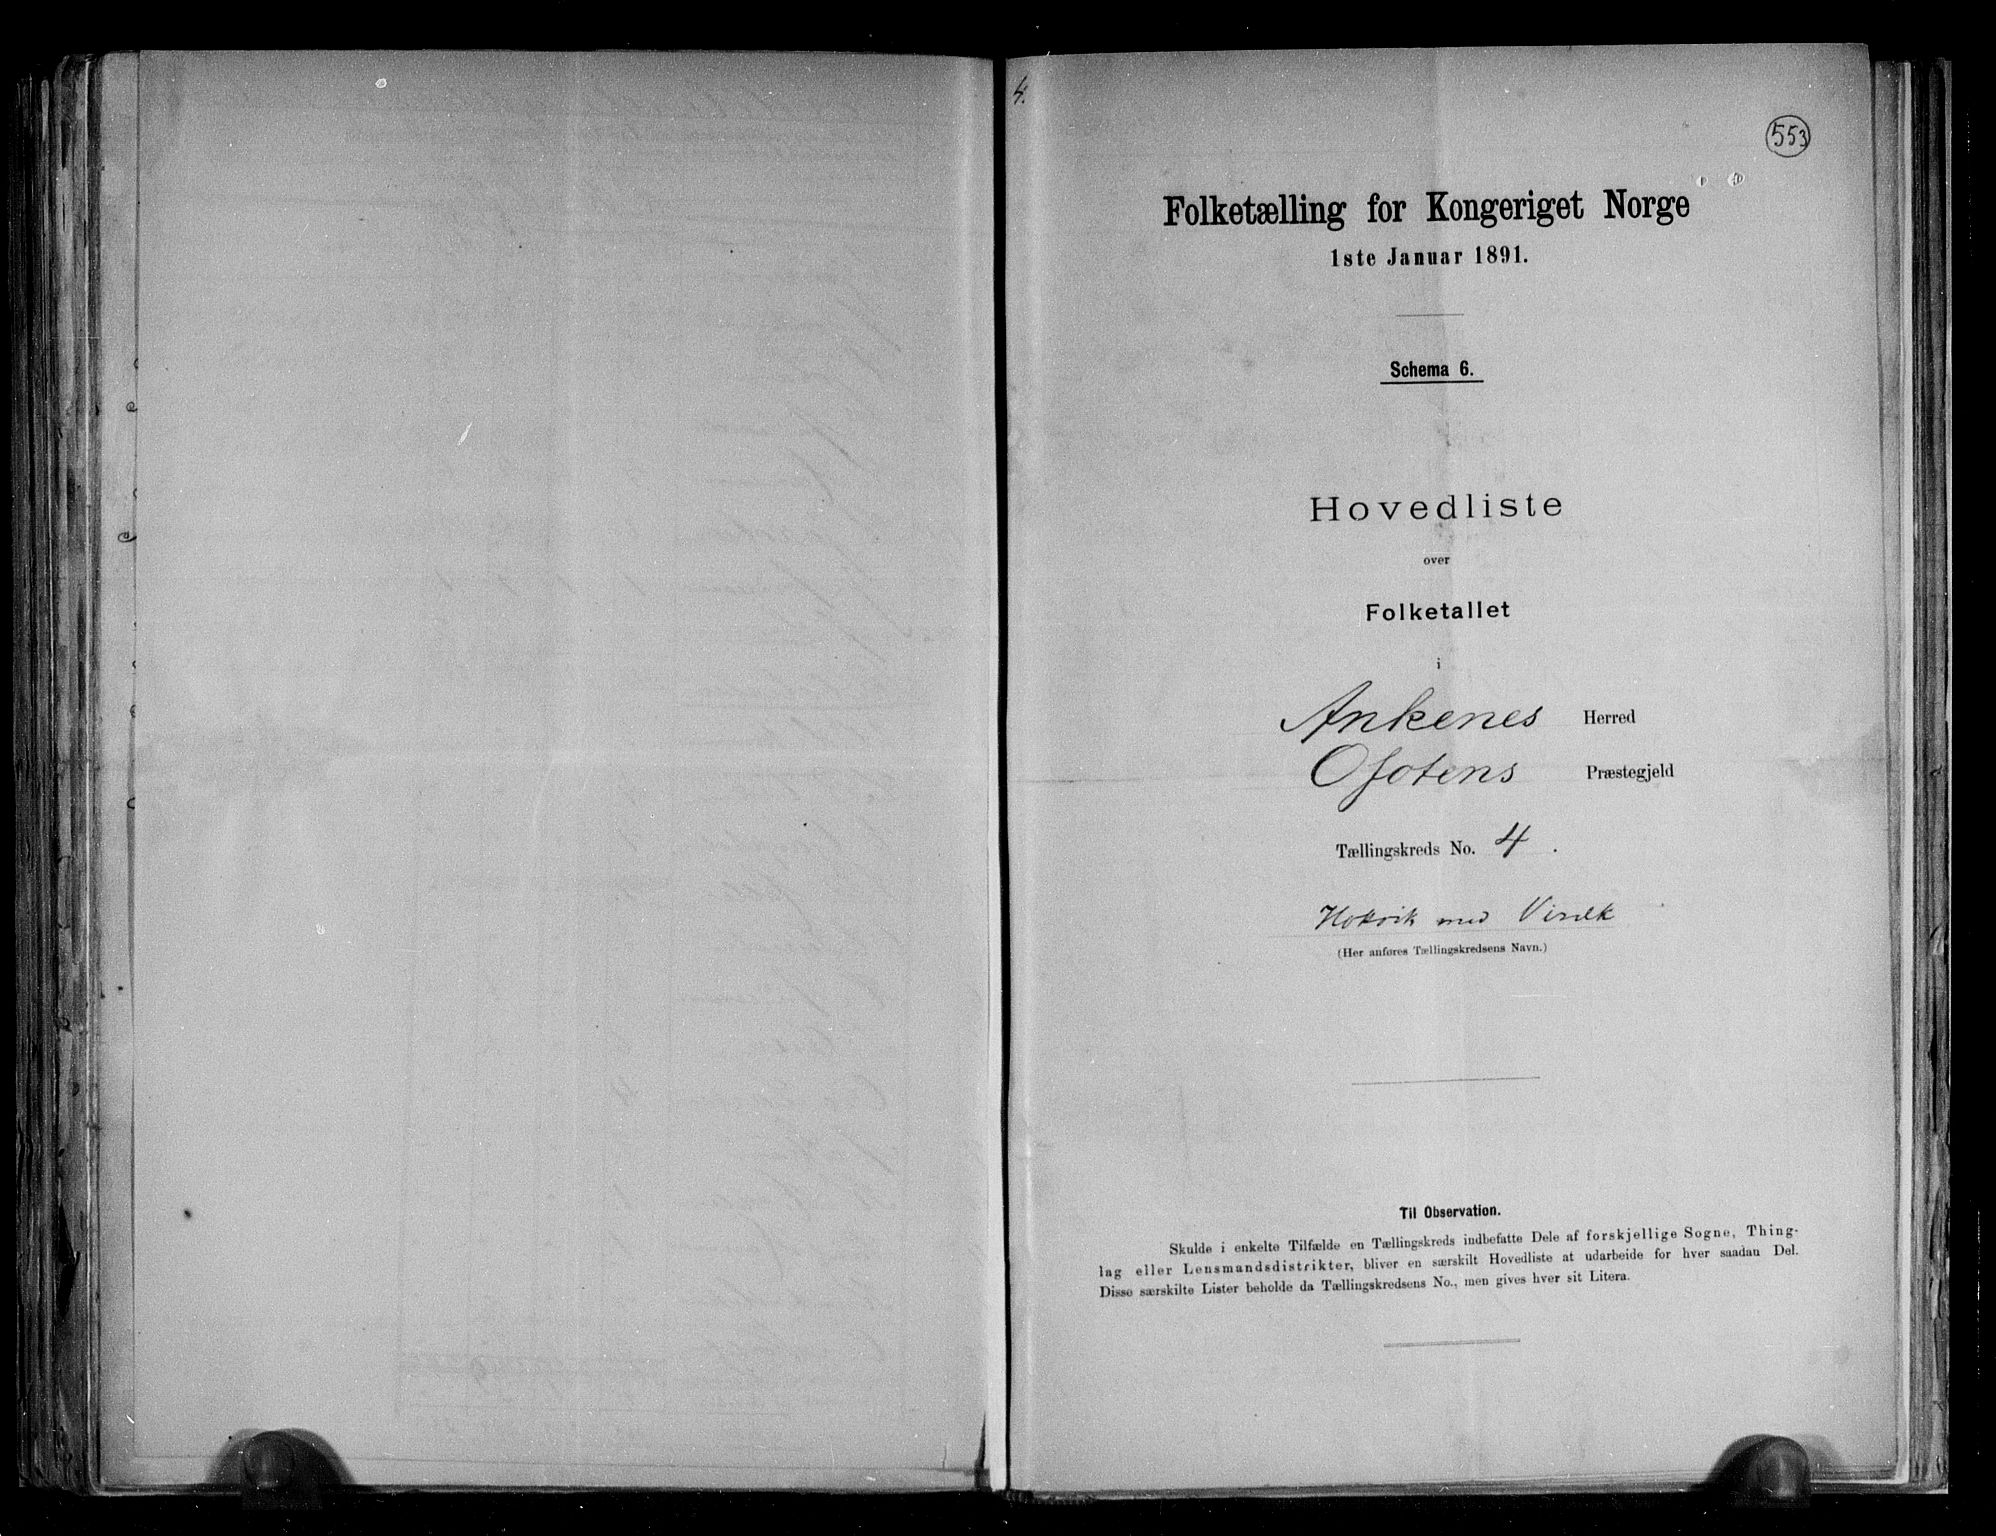 4.
553
Folketælling for Kongeriget Norge
1ste Januar 1891.
Schema 6.
Hovedliste
over
Folketallet
i
Ankenes Herred
Ofotens Præstegjeld
Tællingskreds No. 4.
med
(Her anføres Tællingskredsens Navn.)
Til Observation.
Skulde i enkelte Tilfælde en Tællingskreds indbefatte Dele af forskjellige Sogne, Thing-
lag eller Lensmandsdistrikter, bliver en særskilt Hovedliste at udarbeide for hver saadan Del.
Disse særskilte Lister beholde da Tællingskredsens No., men gives hver sit Litera.